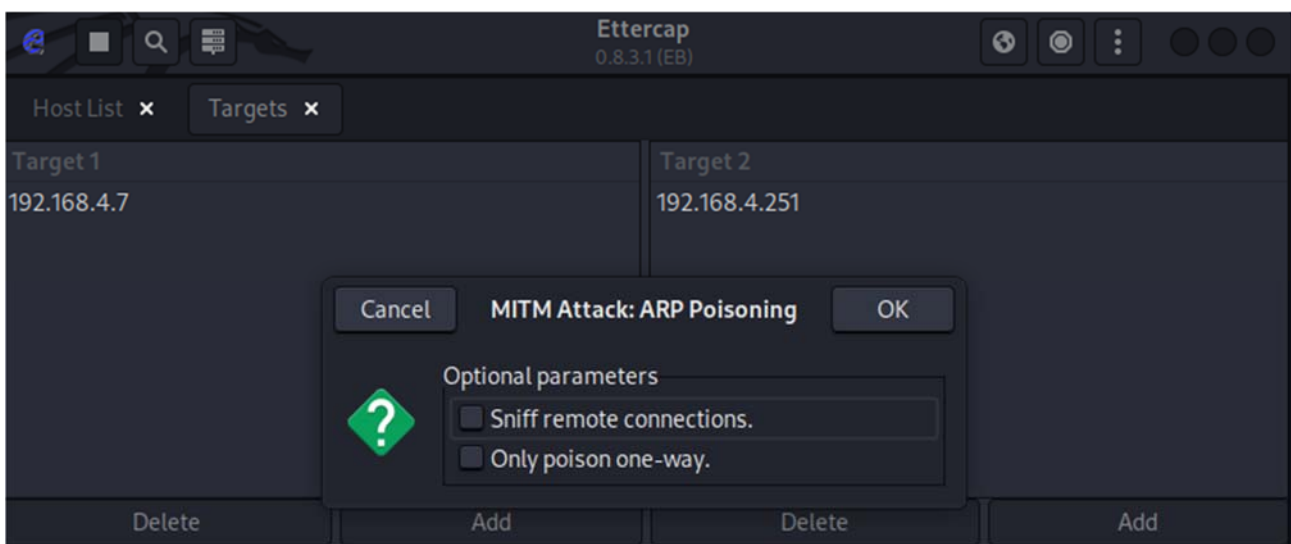 Ettercap
0.8.3.1 (EB)
Host List × Targets ×
Target 1 Target 2
192.168.4.7 192.168.4.251
Cancel MITM Attack: ARP Poisoning OK
Optional parameters
Sniff remote connections.
Only poison one-way.
Delete Add Delete Add